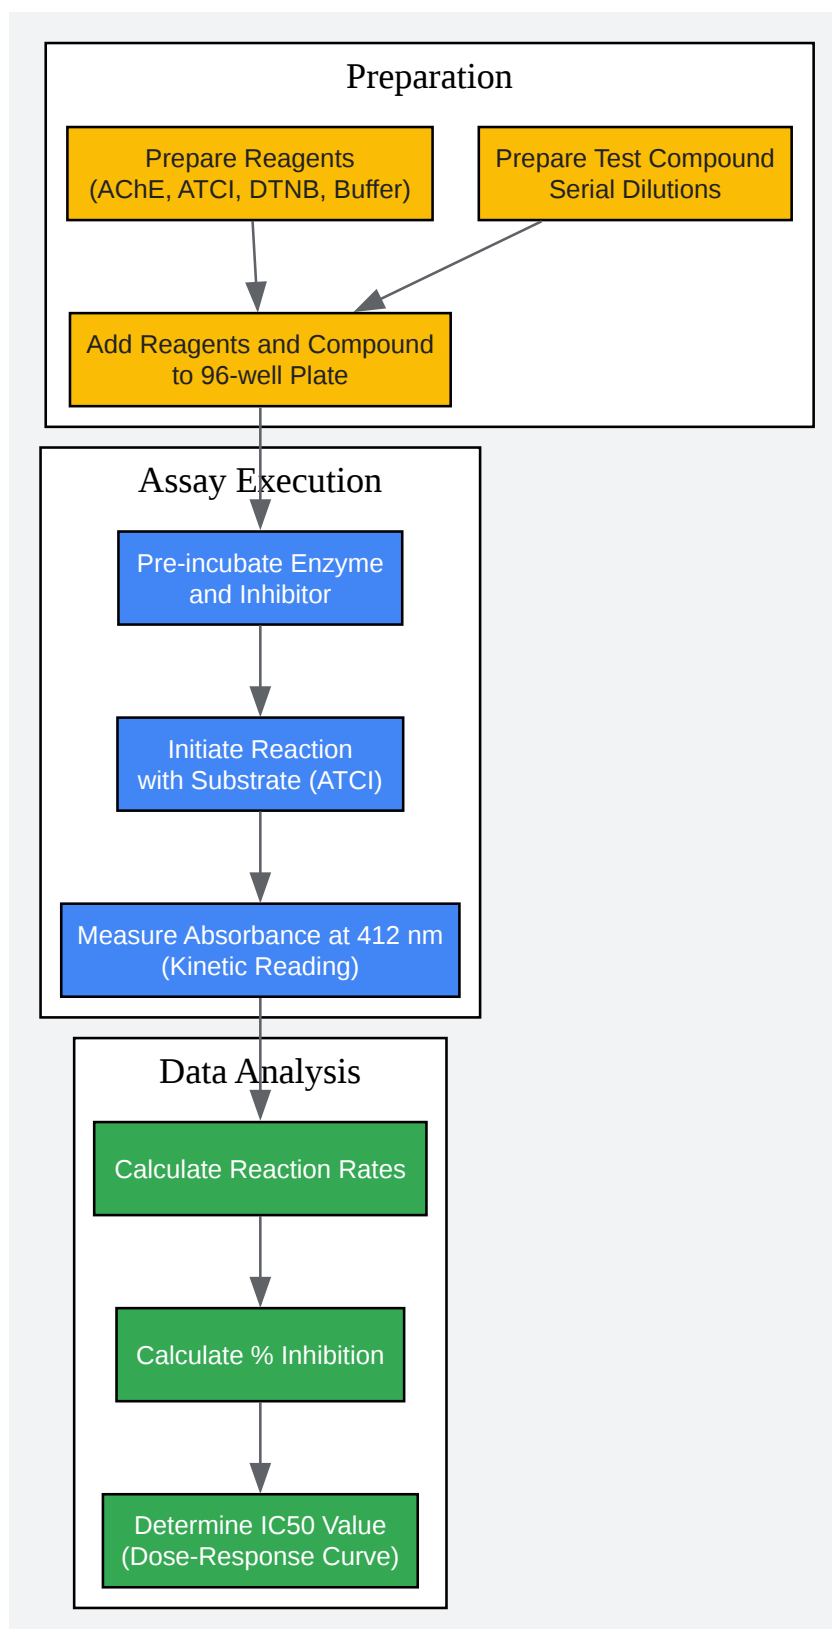 Preparation
Prepare Reagents
(AChE, ATCI, DTNB, Buffer)
Prepare Test Compound
Serial Dilutions
Add Reagents and Compound
to 96-well Plate
Assay Execution
Pre-incubate Enzyme
and Inhibitor
Initiate Reaction
with Substrate (ATCI)
Measure Absorbance at 412 nm
(Kinetic Reading)
Data Analysis
Calculate Reaction Rates
Calculate % Inhibition
Determine IC50 Value
(Dose-Response Curve)